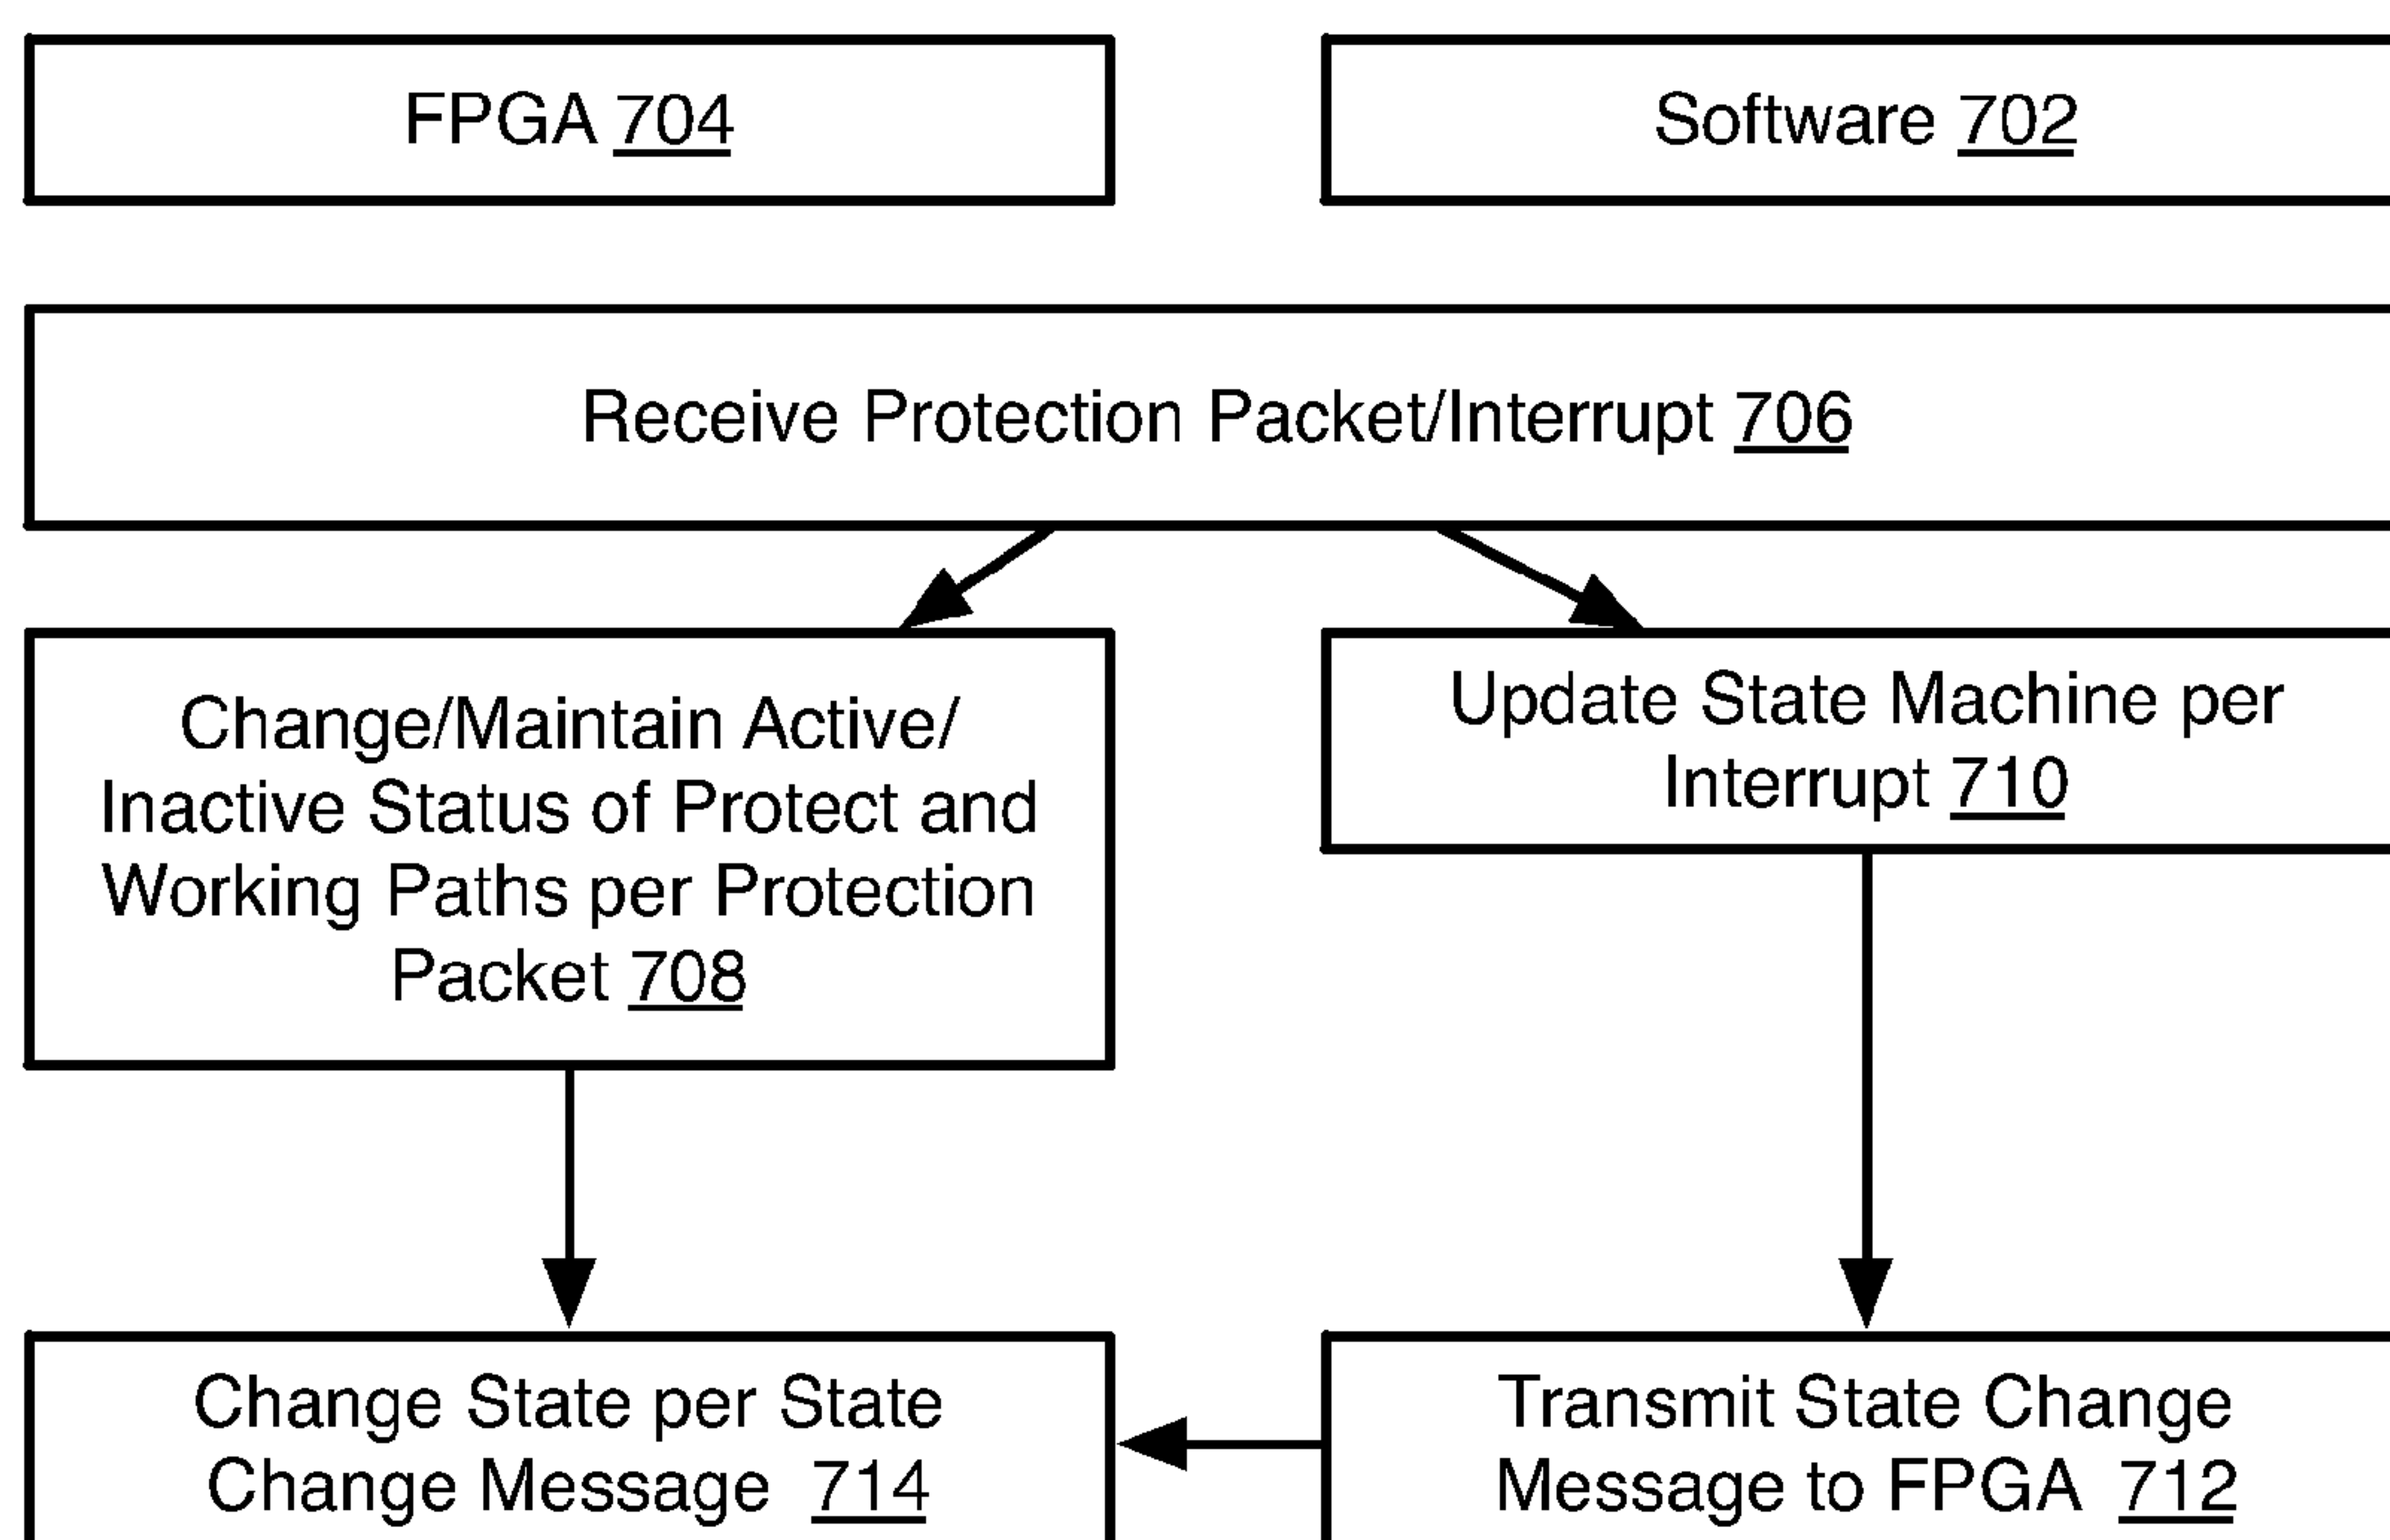 FPGA 704
Software 702
Receive Protection Packet/Interrupt 706
Change/Maintain Active/
Inactive Status of Protect and
Working Paths per Protection
Packet 708
Update State Machine per
Interrupt 710
Change State per State
Change Message 714
Transmit State Change
Message to FPGA 712